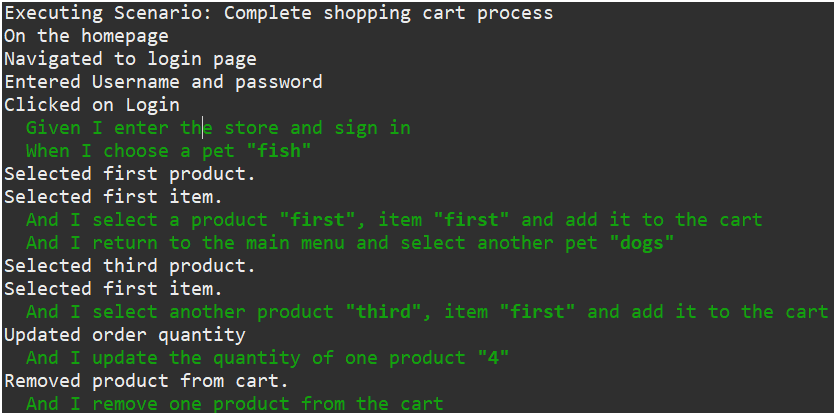 Executing Scenario: Complete shopping cart process
On the homepage
Navigated to login page
Entered Username and password
Clicked on Login
Given I enter the store and sign in
When I choose a pet "fish"
Selected first product.
Selected first item.
And I select a product "first", item "first" and add it to the cart
And I return to the main menu and select another pet "dogs"
Selected third product.
Selected first item.
And I select another product "third", item "first" and add it to the cart
Updated order quantity
And I update the quantity of one product "4"
Removed product from cart.
And I remove one product from the cart